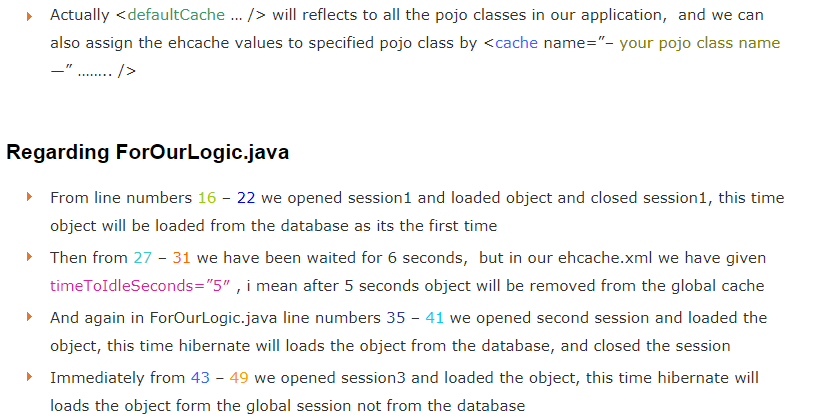 Actually <defaultCache … /> will reflects to all the pojo classes in our application,  and we can
also assign the ehcache values to specified pojo class by <cache name=”– your pojo class name
—” …….. />
Regarding ForOurLogic.java
From line numbers 16 – 22 we opened session1 and loaded object and closed session1, this time
object will be loaded from the database as its the first time
Then from 27 – 31 we have been waited for 6 seconds,  but in our ehcache.xml we have given
timeToIdleSeconds=”5″ , i mean after 5 seconds object will be removed from the global cache
And again in ForOurLogic.java line numbers 35 – 41 we opened second session and loaded the
object, this time hibernate will loads the object from the database, and closed the session
Immediately from 43 – 49 we opened session3 and loaded the object, this time hibernate will
loads the object form the global session not from the database